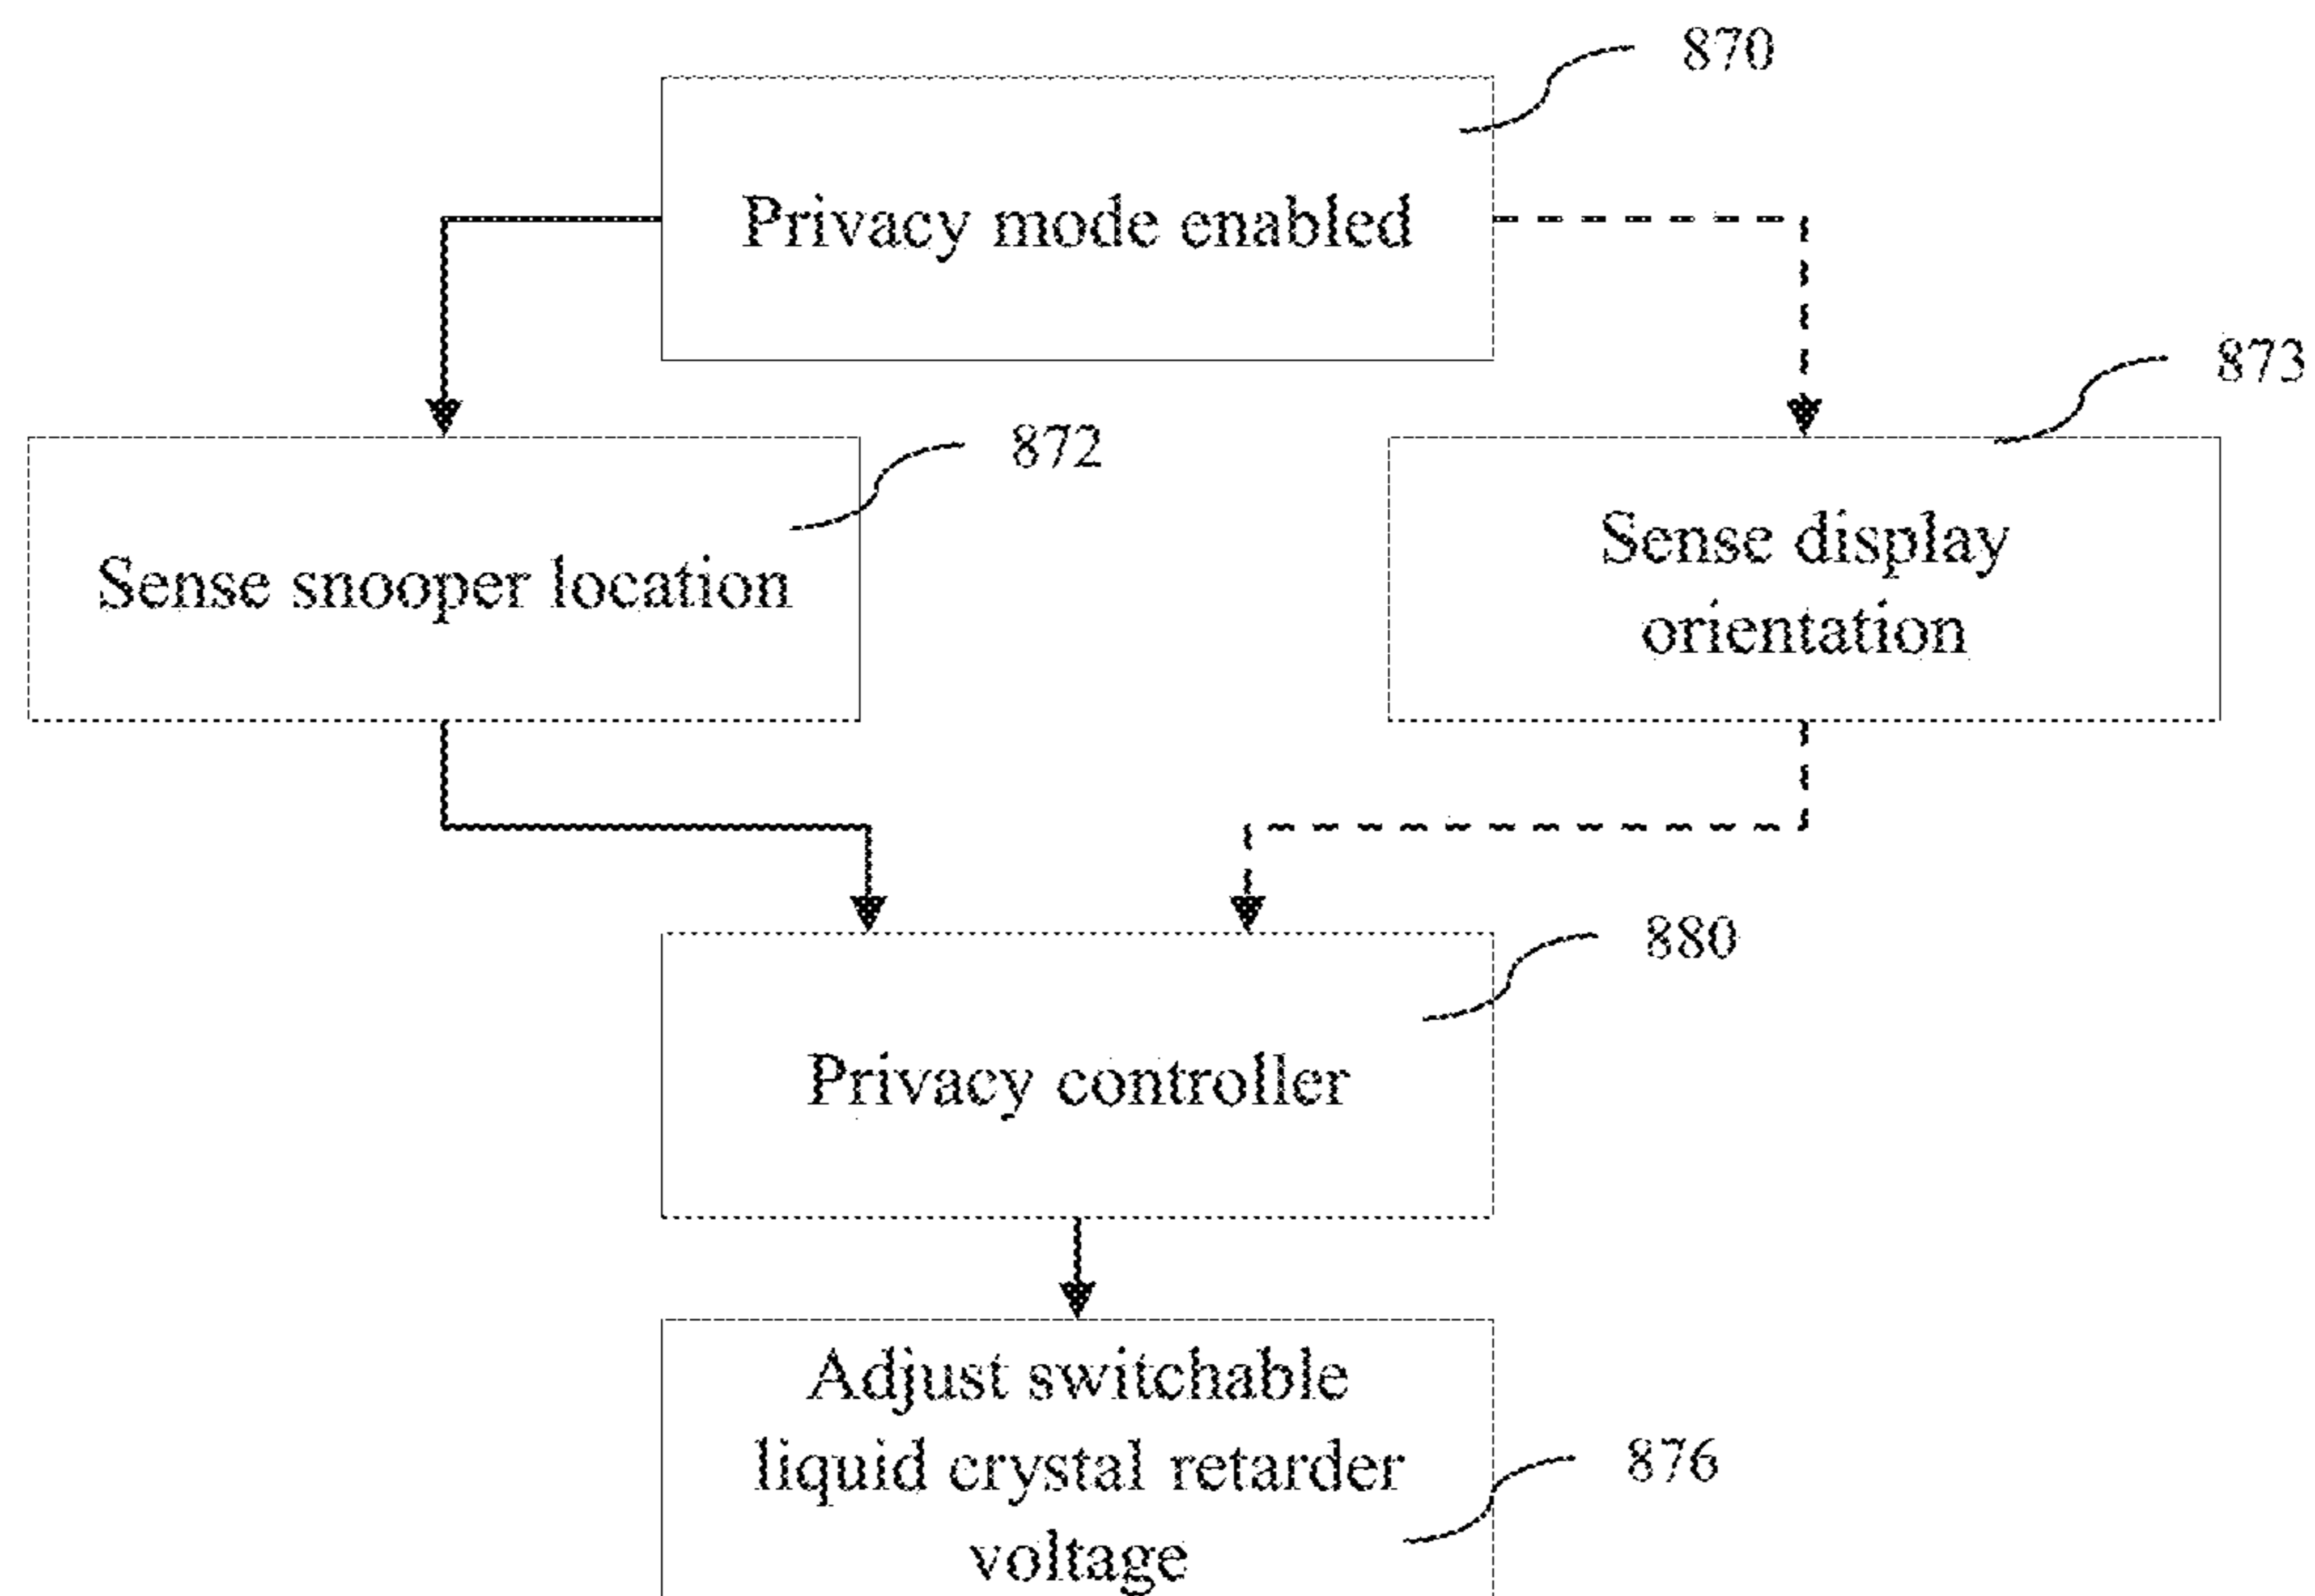 870
Privacy mode enabled
873
872
Sense snooper location
Sense display
orientation
880
Privacy controller
Adjust switchable
liquid crystal retarder
voltage
876